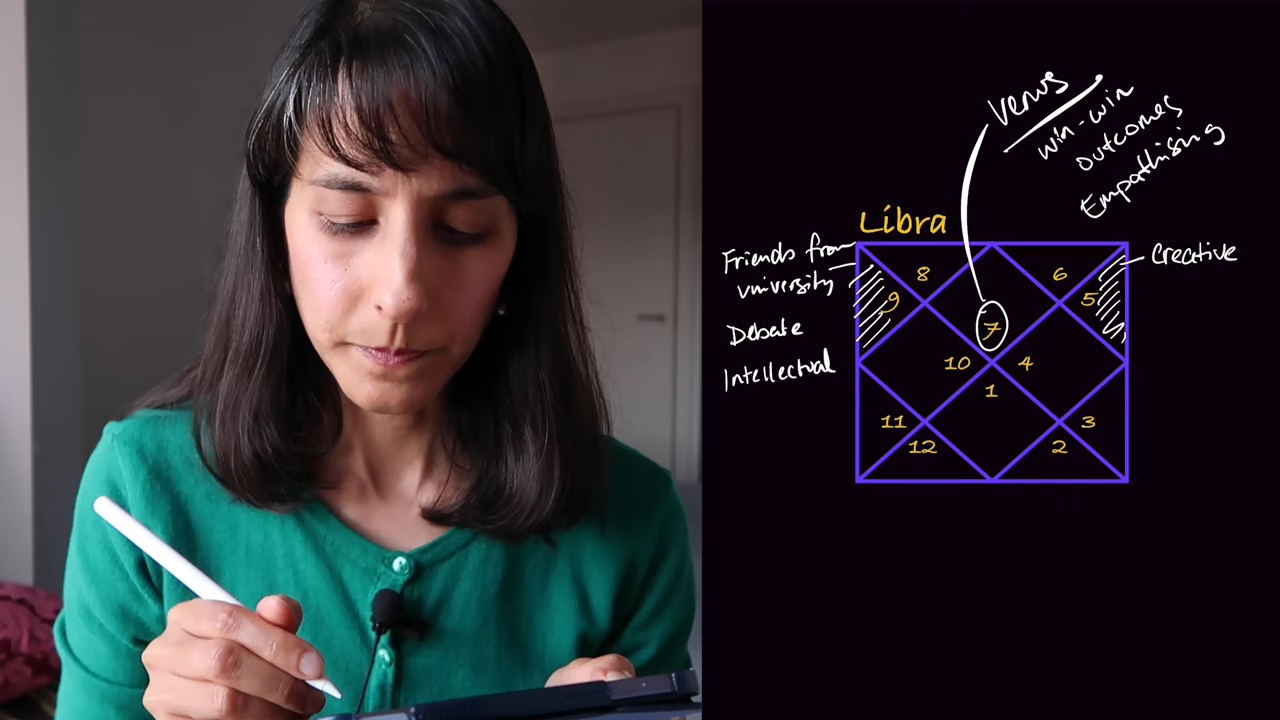 Venus
win-win
outcomes
Empathising
Libra
Friends from
university
Debate
Intellectual
Creative
8
6
9
5
7
10
4
1
11
3
12
2